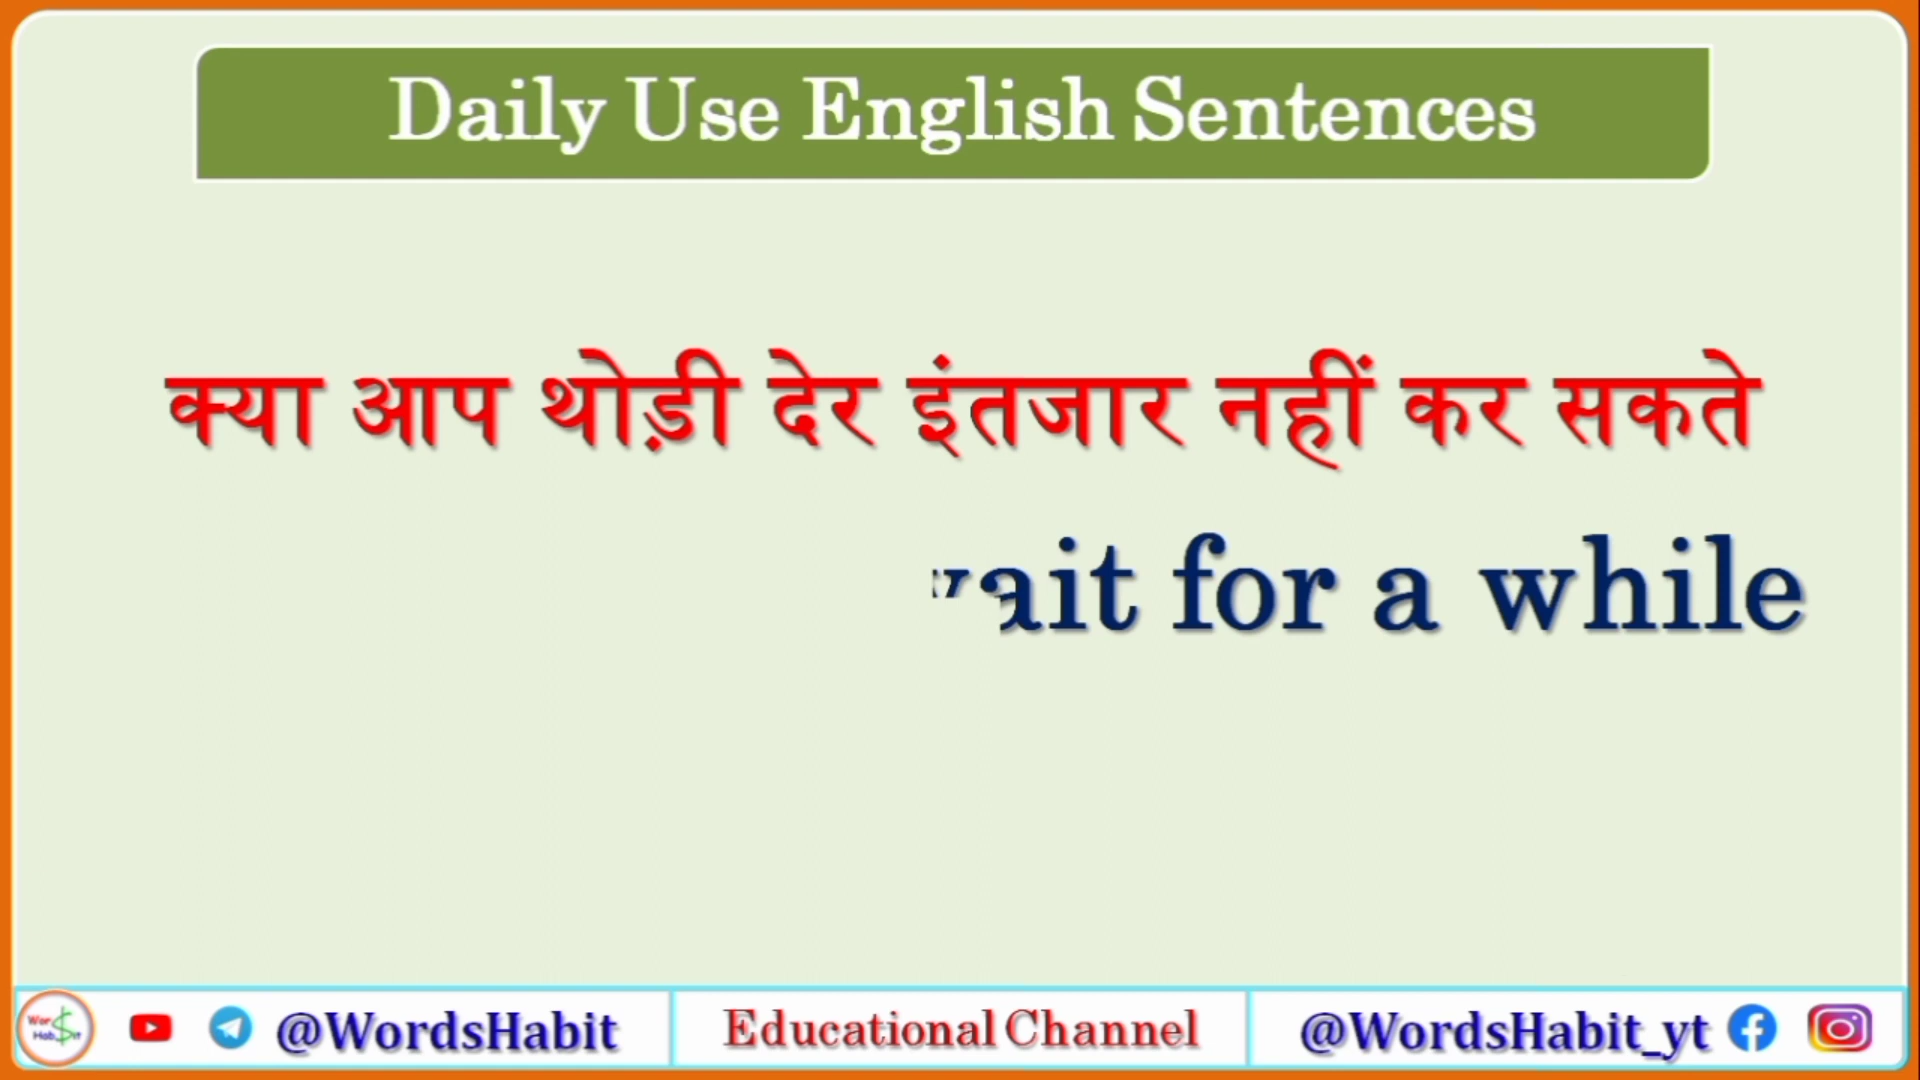 Daily Use English Sentences
क्या आप थोड़ी देर इंतजार नहीं कर सकते
for a while
@WordsHabit
Educational Channel
@WordsHabit_yt